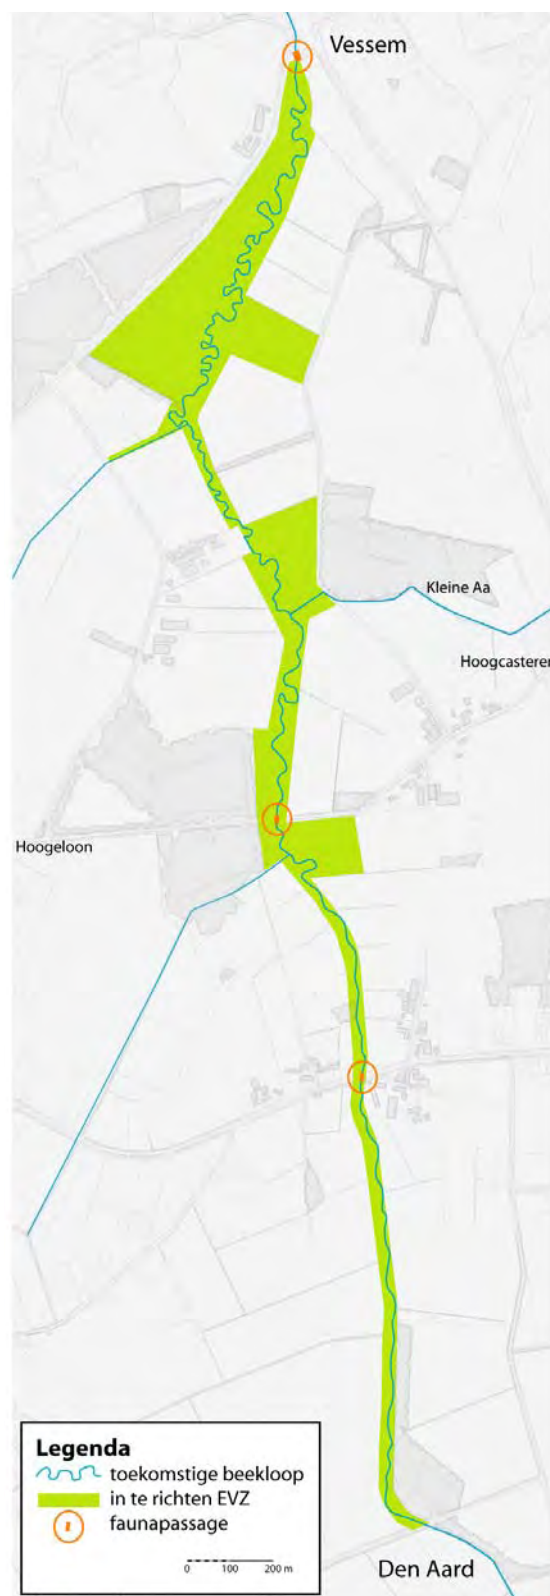 Vessem
Kleine Aa
Hoogcasteren
Hoogeloon
Legenda
toekomstige beekloop
in te richten EVZ
faunapassage
0 100 200 m
Den Aard